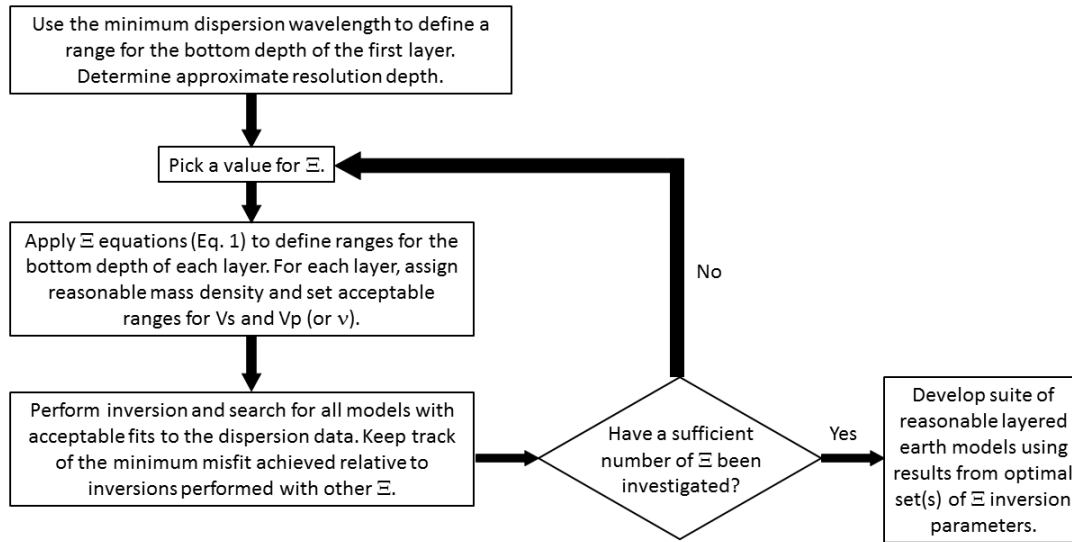 Use the minimum dispersion wavelength to define a
range for the bottom depth of the first layer.
Determine approximate resolution depth.
Pick a value for Ξ.
Apply Ξ equations (Eq. 1) to define ranges for the
bottom depth of each layer. For each layer, assign
reasonable mass density and set acceptable
ranges for Vs and Vp (or ν).
Perform inversion and search for all models with
acceptable fits to the dispersion data. Keep track
of the minimum misfit achieved relative to
inversions performed with other Ξ.
Have a sufficient
number of Ξ been
investigated?
No
Yes
Develop suite of
reasonable layered
earth models using
results from optimal
set(s) of Ξ inversion
parameters.